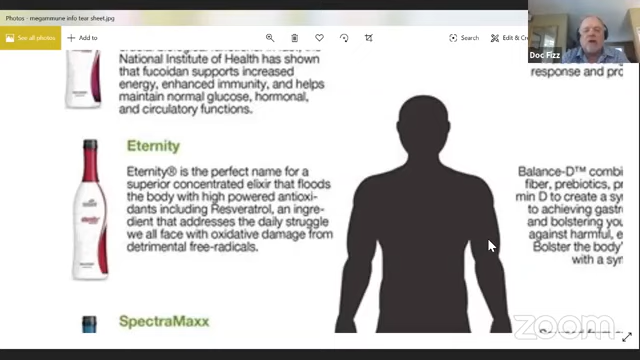 Photos - megammune info tear sheet.jpg
See all photos
Add to
Search
Edit & Cre
Doc Fizz
National Institute of Health has shown
that fucoidan supports increased
energy, enhanced immunity, and helps
maintain normal glucose, hormonal,
and circulatory functions.
response and pro
Eternity
Eternity® is the perfect name for a
superior concentrated elixir that floods
the body with high powered antioxi-
dants including Resveratrol, an ingre-
dient that addresses the daily struggle
we all face with oxidative damage from
detrimental free-radicals.
Balance-D™ combi
fiber, prebiotics, pr
min D to create a sy
to achieving gastr
and bolstering you
against harmful, e
Bolster the body'
with a syn
SpectraMaxx
zoom